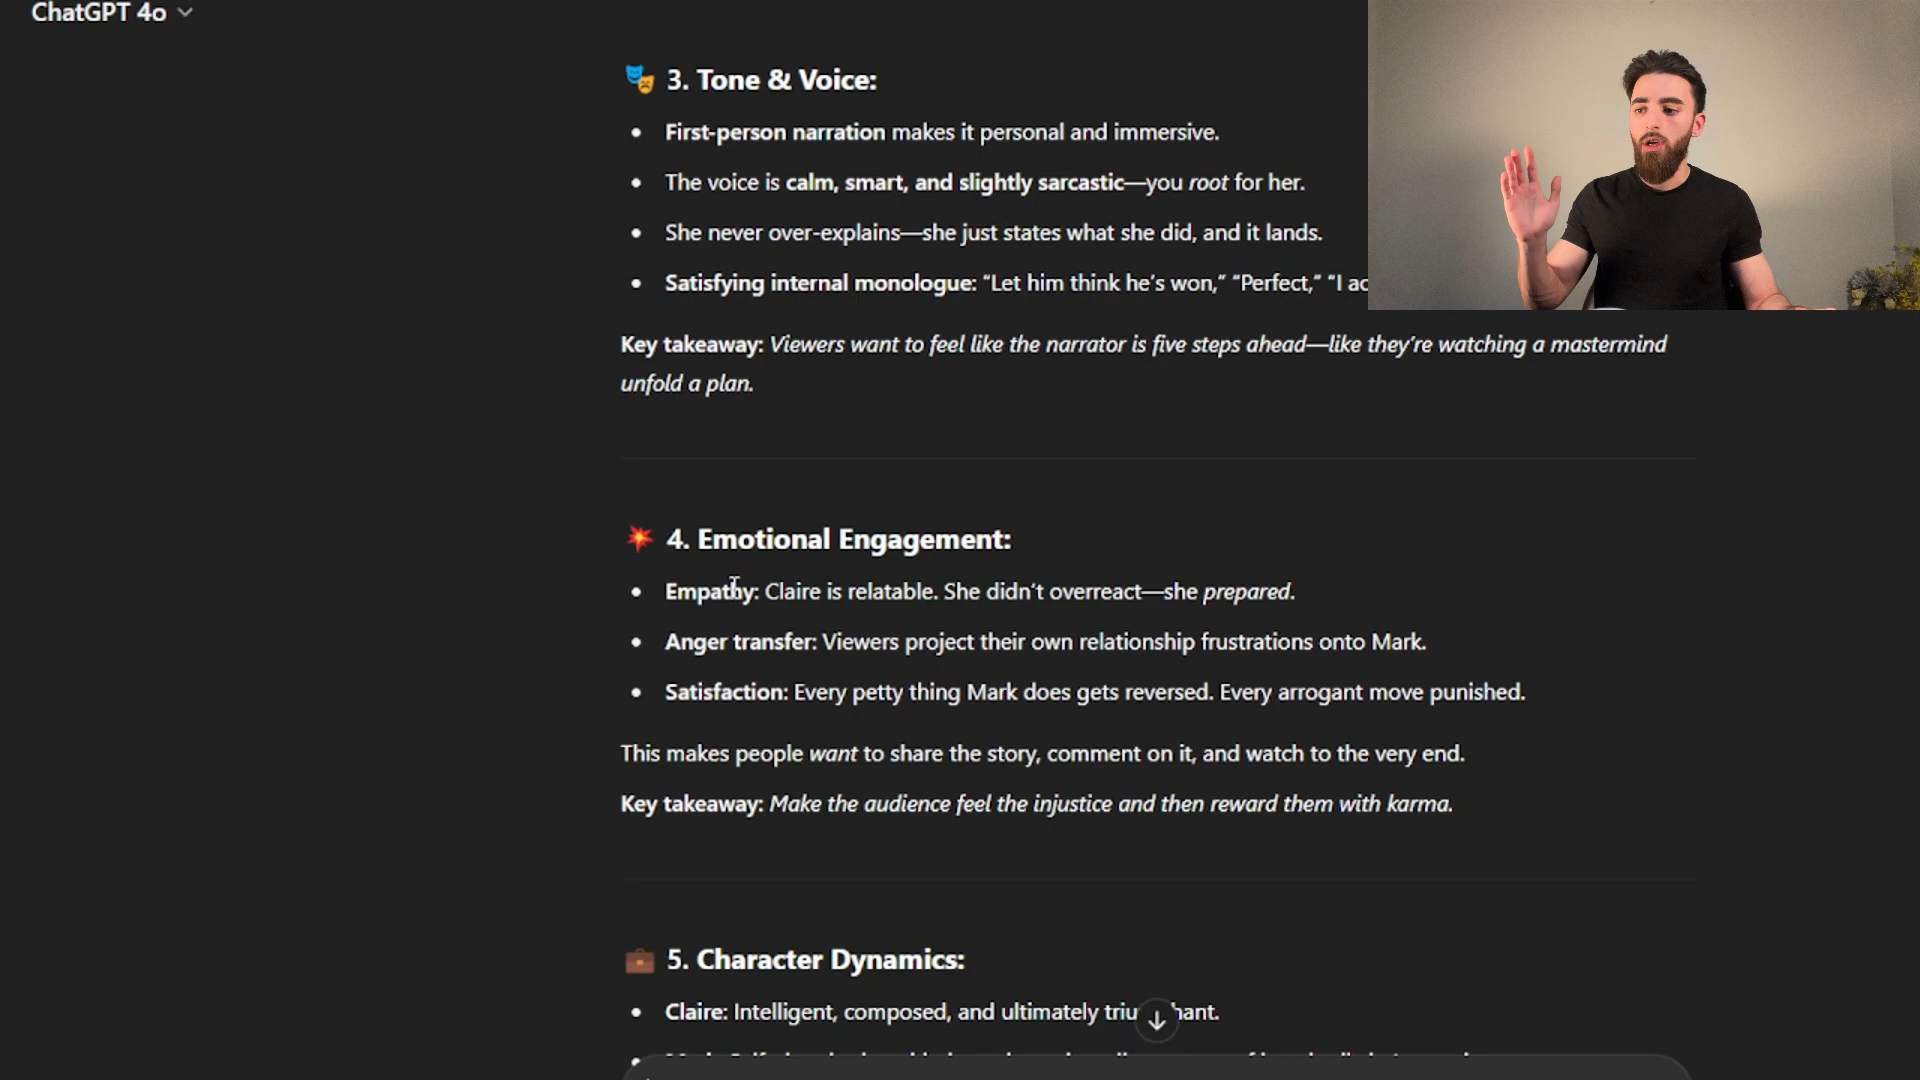 ChatGPT 4o
3. Tone & Voice:
First-person narration makes it personal and immersive.
The voice is calm, smart, and slightly sarcastic—you root for her.
She never over-explains—she just states what she did, and it lands.
Satisfying internal monologue: “Let him think he’s won,” “Perfect,” “I
Key takeaway: Viewers want to feel like the narrator is five steps ahead—like they’re watching a mastermind
unfold a plan.
4. Emotional Engagement:
Empathy: Claire is relatable. She didn’t overreact—she prepared.
Anger transfer: Viewers project their own relationship frustrations onto Mark.
Satisfaction: Every petty thing Mark does gets reversed. Every arrogant move punished.
This makes people want to share the story, comment on it, and watch to the very end.
Key takeaway: Make the audience feel the injustice and then reward them with karma.
5. Character Dynamics:
Claire: Intelligent, composed, and ultimately